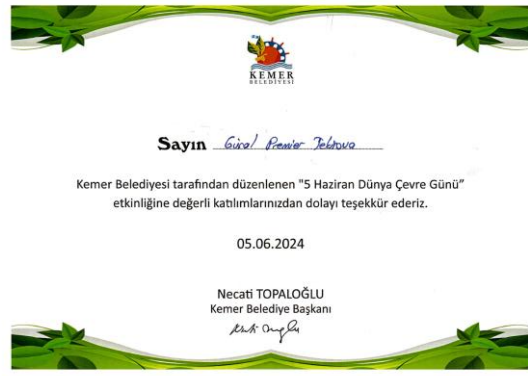 KEMER
BELEDİYESİ
Sayın Güral Premier Tekirova
Kemer Belediyesi tarafından düzenlenen "5 Haziran Dünya Çevre Günü"
etkinliğine değerli katılımlarınızdan dolayı teşekkür ederiz.
05.06.2024
Necati TOPALOĞLU
Kemer Belediye Başkanı